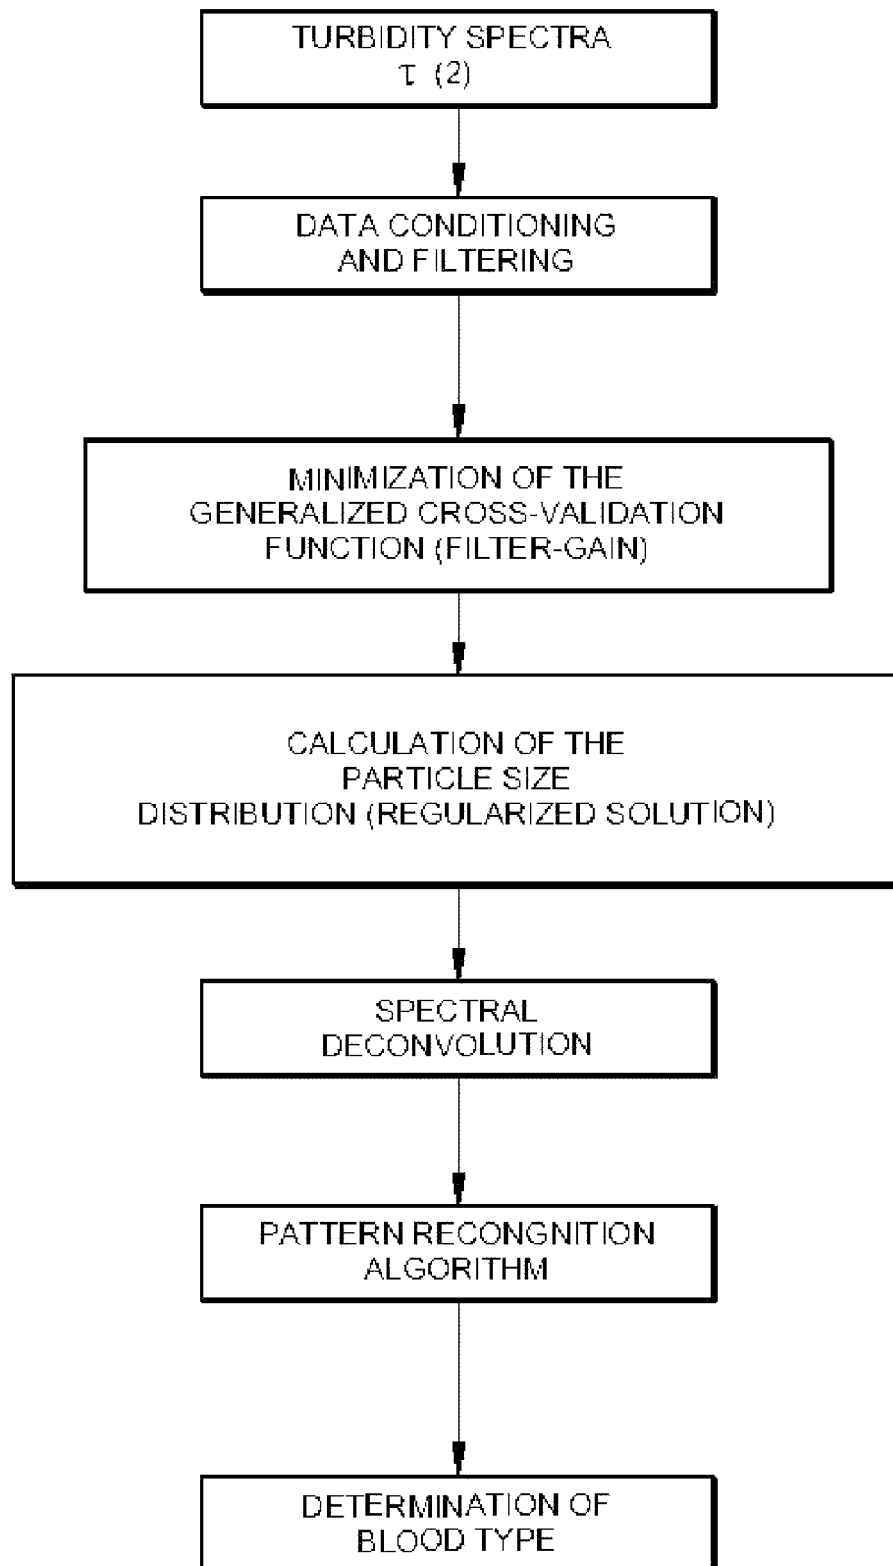 TURBIDITY SPECTRA
τ (2)
DATA CONDITIONING
AND FILTERING
MINIMIZATION OF THE
GENERALIZED CROSS-VALIDATION
FUNCTION (FILTER-GAIN)
CALCULATION OF THE
PARTICLE SIZE
DISTRIBUTION (REGULARIZED SOLUTION)
SPECTRAL
DECONVOLUTION
PATTERN RECONGNITION
ALGORITHM
DETERMINATION OF
BLOOD TYPE